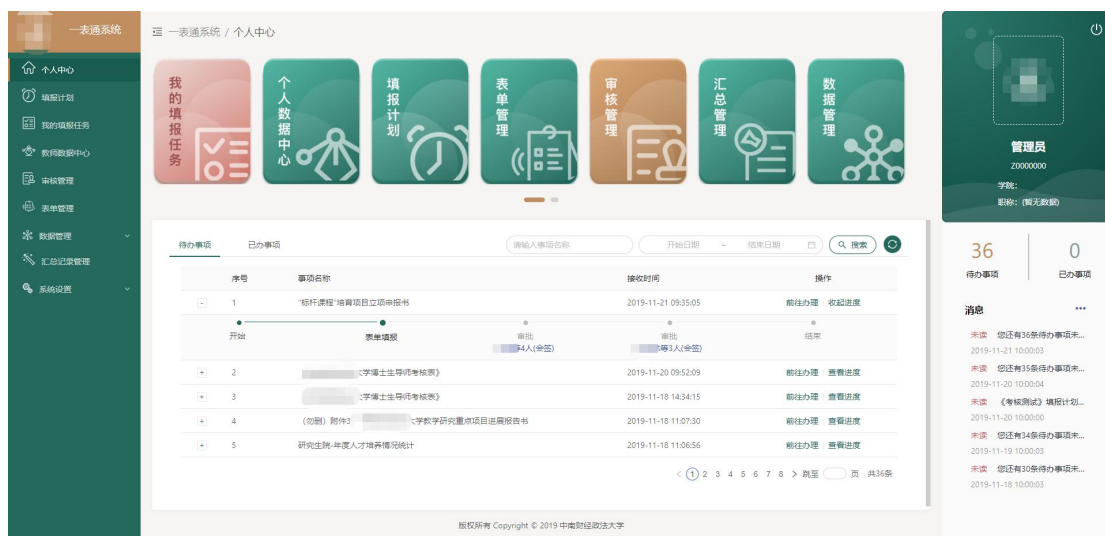 一表通系统
一表通系统 / 个人中心
个人中心
填报计划
我的填报任务
教师数据中心
审核管理
表单管理
数据管理
汇总记录管理
系统设置
我的填报任务
个人数据中心
填报计划
表单管理
审核管理
汇总管理
数据管理
待办事项 已办事项 请输入事项名称 开始日期 ~ 结束日期 搜索
序号 事项名称 接收时间 操作
- 1 "标杆课程"培育项目立项申报书 2019-11-21 09:35:05 前往办理 收起进度
开始 表单填报 审批 审批 结束
4人(会签) 等3人(会签)
+ 2 学博士生导师考核表》 2019-11-20 09:52:09 前往办理 查看进度
+ 3 学博士生导师考核表》 2019-11-18 14:34:15 前往办理 查看进度
+ 4 (勿删) 附件3 大学教学研究重点项目进展报告书 2019-11-18 11:07:30 前往办理 查看进度
+ 5 研究生院-年度人才培养情况统计 2019-11-18 11:06:56 前往办理 查看进度
< 1 2 3 4 5 6 7 8 > 跳至 页 共36条
版权所有 Copyright © 2019 中南财经政法大学
管理员
Z0000000
学院:
职称: (暂无数据)
36 0
待办事项 已办事项
消息 •••
未读 您还有36条待办事项未...
2019-11-21 10:00:03
未读 您还有35条待办事项未...
2019-11-20 10:00:04
未读 《考核测试》填报计划...
2019-11-20 10:00:00
未读 您还有34条待办事项未...
2019-11-19 10:00:03
未读 您还有30条待办事项未...
2019-11-18 10:00:03